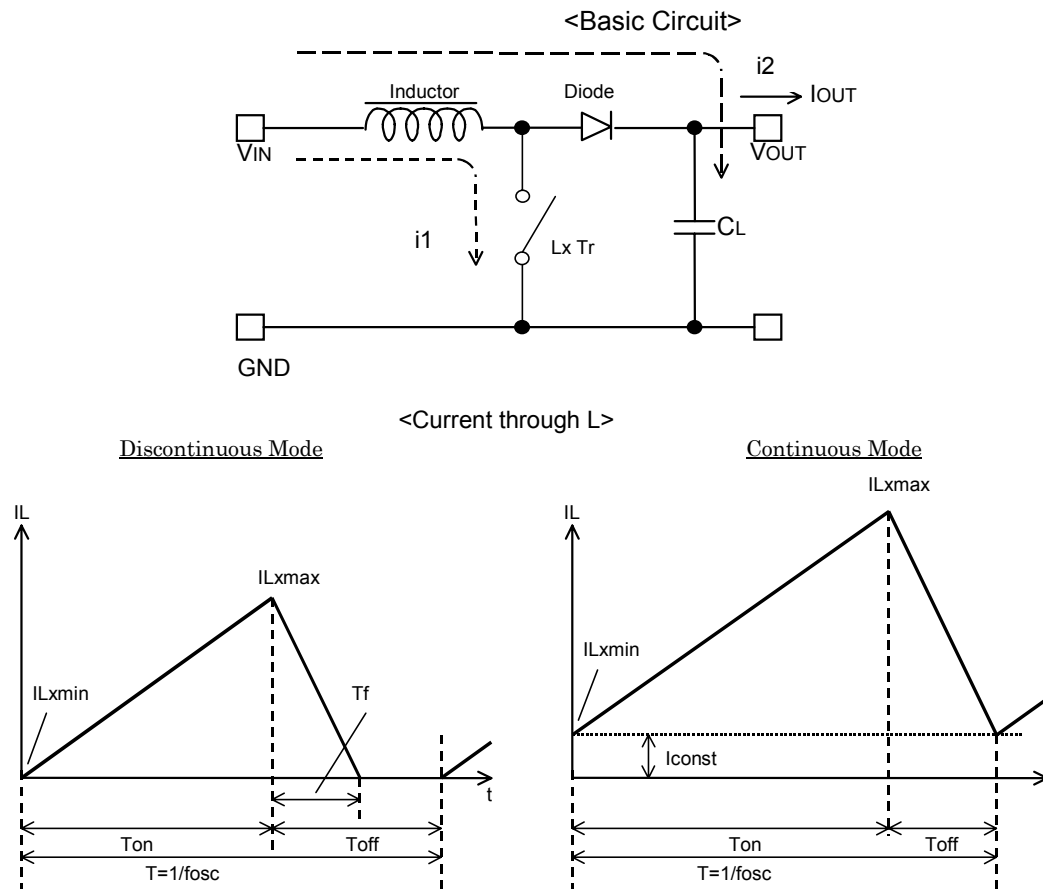 <Basic Circuit>
i2
Inductor
Diode
IOUT
VIN
VOUT
i1
Lx Tr
CL
GND
<Current through L>
Discontinuous Mode
Continuous Mode
ILxmax
IL
IL
ILxmax
ILxmin
ILxmin
Tf
Iconst
t
Ton
Toff
Ton
Toff
T=1/fosc
T=1/fosc